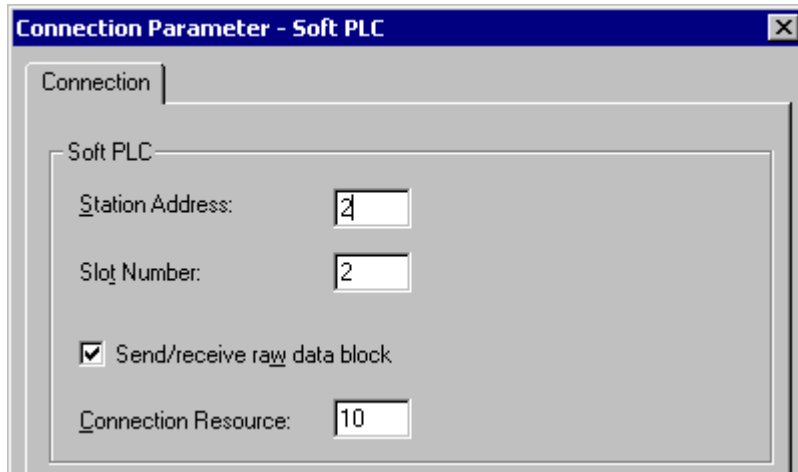 Connection Parameter - Soft PLC
Connection
Soft PLC
Station Address: 2
Slot Number: 2
Send/receive raw data block
Connection Resource: 10